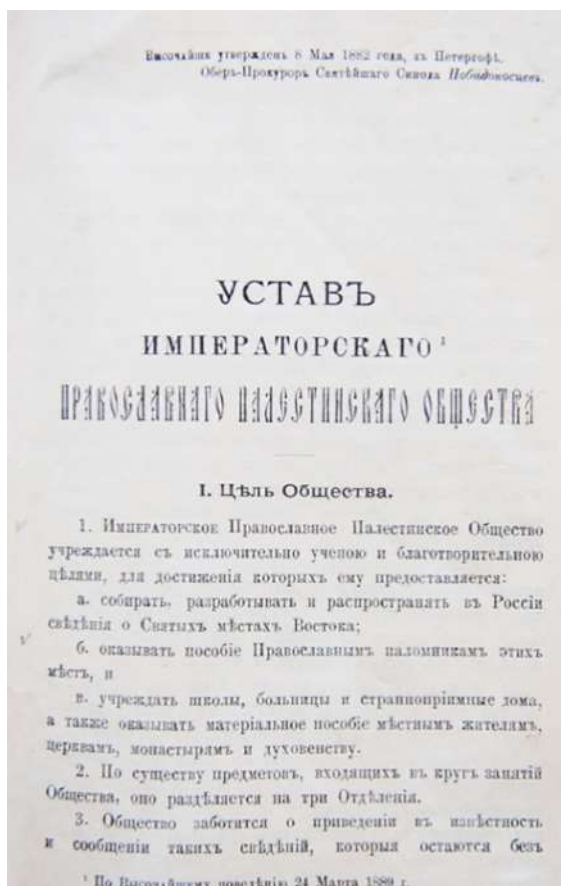 Высочайше утвержденъ 8 Мая 1882 года, въ Петергофѣ.
Оберъ-Прокуроръ Святѣйшаго Синода Побѣдоносцевъ.
УСТАВЪ
ИМПЕРАТОРСКАГО ¹
ПРАВОСЛАВНАГО ПАЛЕСТИНСКАГО ОБЩЕСТВА
I. Цѣль Общества.
1. Императорское Православное Палестинское Общество
учреждается съ исключительно ученою и благотворительною
цѣлями, для достиженія которыхъ ему предоставляется:
а. собирать, разработывать и распространять въ Россіи
свѣдѣнія о Святыхъ мѣстахъ Востока;
б. оказывать пособіе Православнымъ паломникамъ этихъ
мѣстъ, и
в. учреждать школы, больницы и страннопріимные дома,
а также оказывать матеріальное пособіе мѣстнымъ жителямъ,
церквамъ, монастырямъ и духовенству.
2. По существу предметовъ, входящихъ въ кругъ занятій
Общества, оно раздѣляется на три Отдѣленія.
3. Общество заботится о приведеніи въ извѣстность
и сообщеніи такихъ свѣдѣній, которыя остаются безъ
¹ По Высочайшему повелѣнію 24 Марта 1889 г.